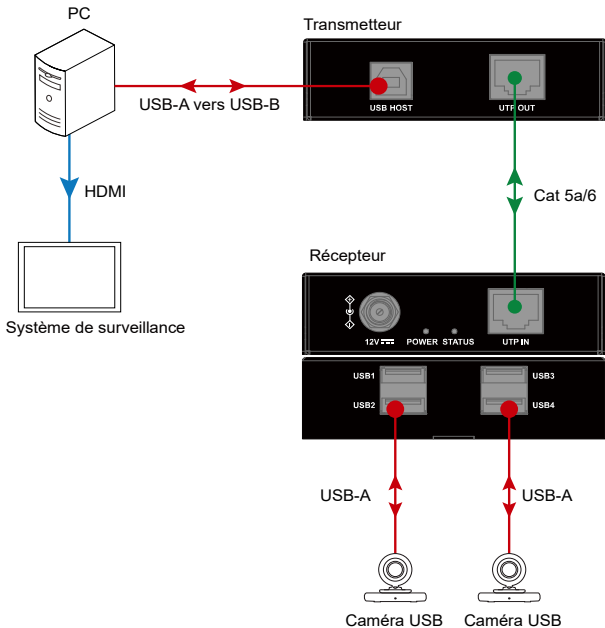 PC
Transmetteur
USB HOST
UTP OUT
USB-A vers USB-B
HDMI
Cat 5a/6
Système de surveillance
Récepteur
12V
POWER STATUS
UTP IN
USB1
USB3
USB2
USB4
USB-A
USB-A
Caméra USB
Caméra USB